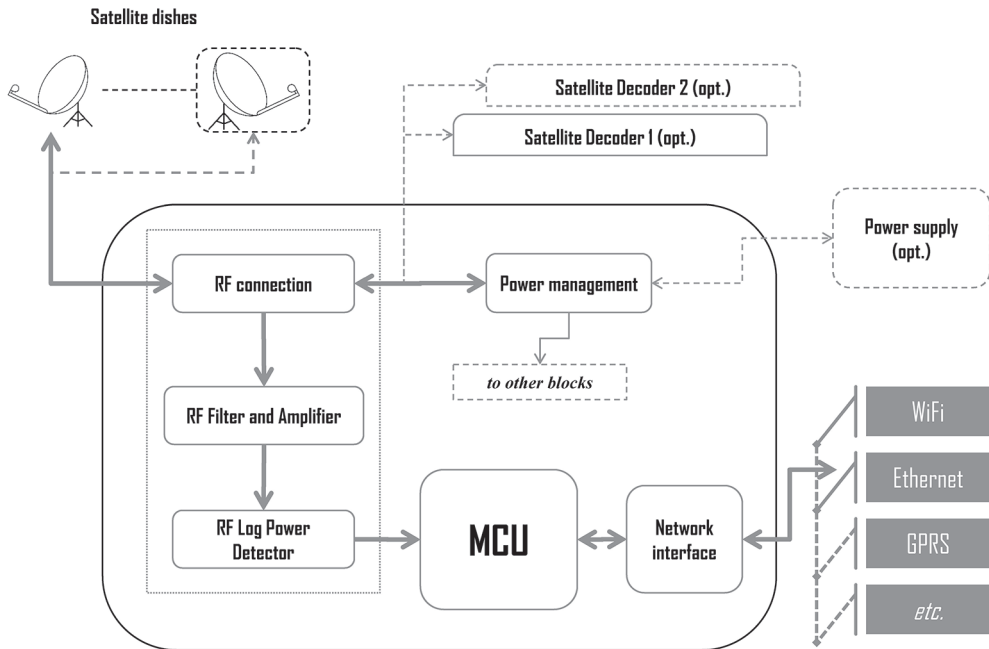 Satellite dishes
Satellite Decoder 2 (opt.)
Satellite Decoder 1 (opt.)
Power supply
(opt.)
RF connection
Power management
to other blocks
RF Filter and Amplifier
WiFi
Ethernet
RF Log Power
Detector
MCU
Network
interface
GPRS
etc.